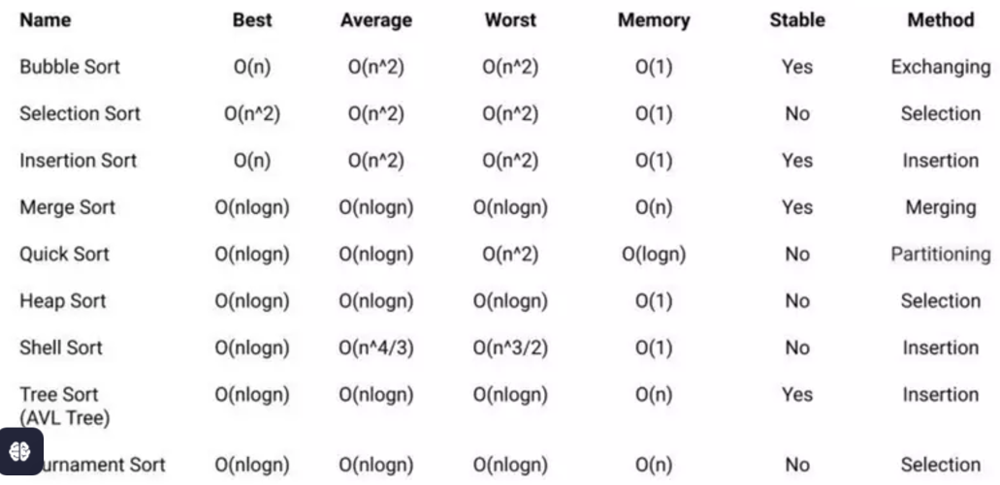 Name Best Average Worst Memory Stable Method
Bubble Sort O(n) O(n^2) O(n^2) O(1) Yes Exchanging
Selection Sort O(n^2) O(n^2) O(n^2) O(1) No Selection
Insertion Sort O(n) O(n^2) O(n^2) O(1) Yes Insertion
Merge Sort O(nlogn) O(nlogn) O(nlogn) O(n) Yes Merging
Quick Sort O(nlogn) O(nlogn) O(n^2) O(logn) No Partitioning
Heap Sort O(nlogn) O(nlogn) O(nlogn) O(1) No Selection
Shell Sort O(nlogn) O(n^4/3) O(n^3/2) O(1) No Insertion
Tree Sort O(nlogn) O(nlogn) O(nlogn) O(n) Yes Insertion
(AVL Tree)
urnament Sort O(nlogn) O(nlogn) O(nlogn) O(n) No Selection